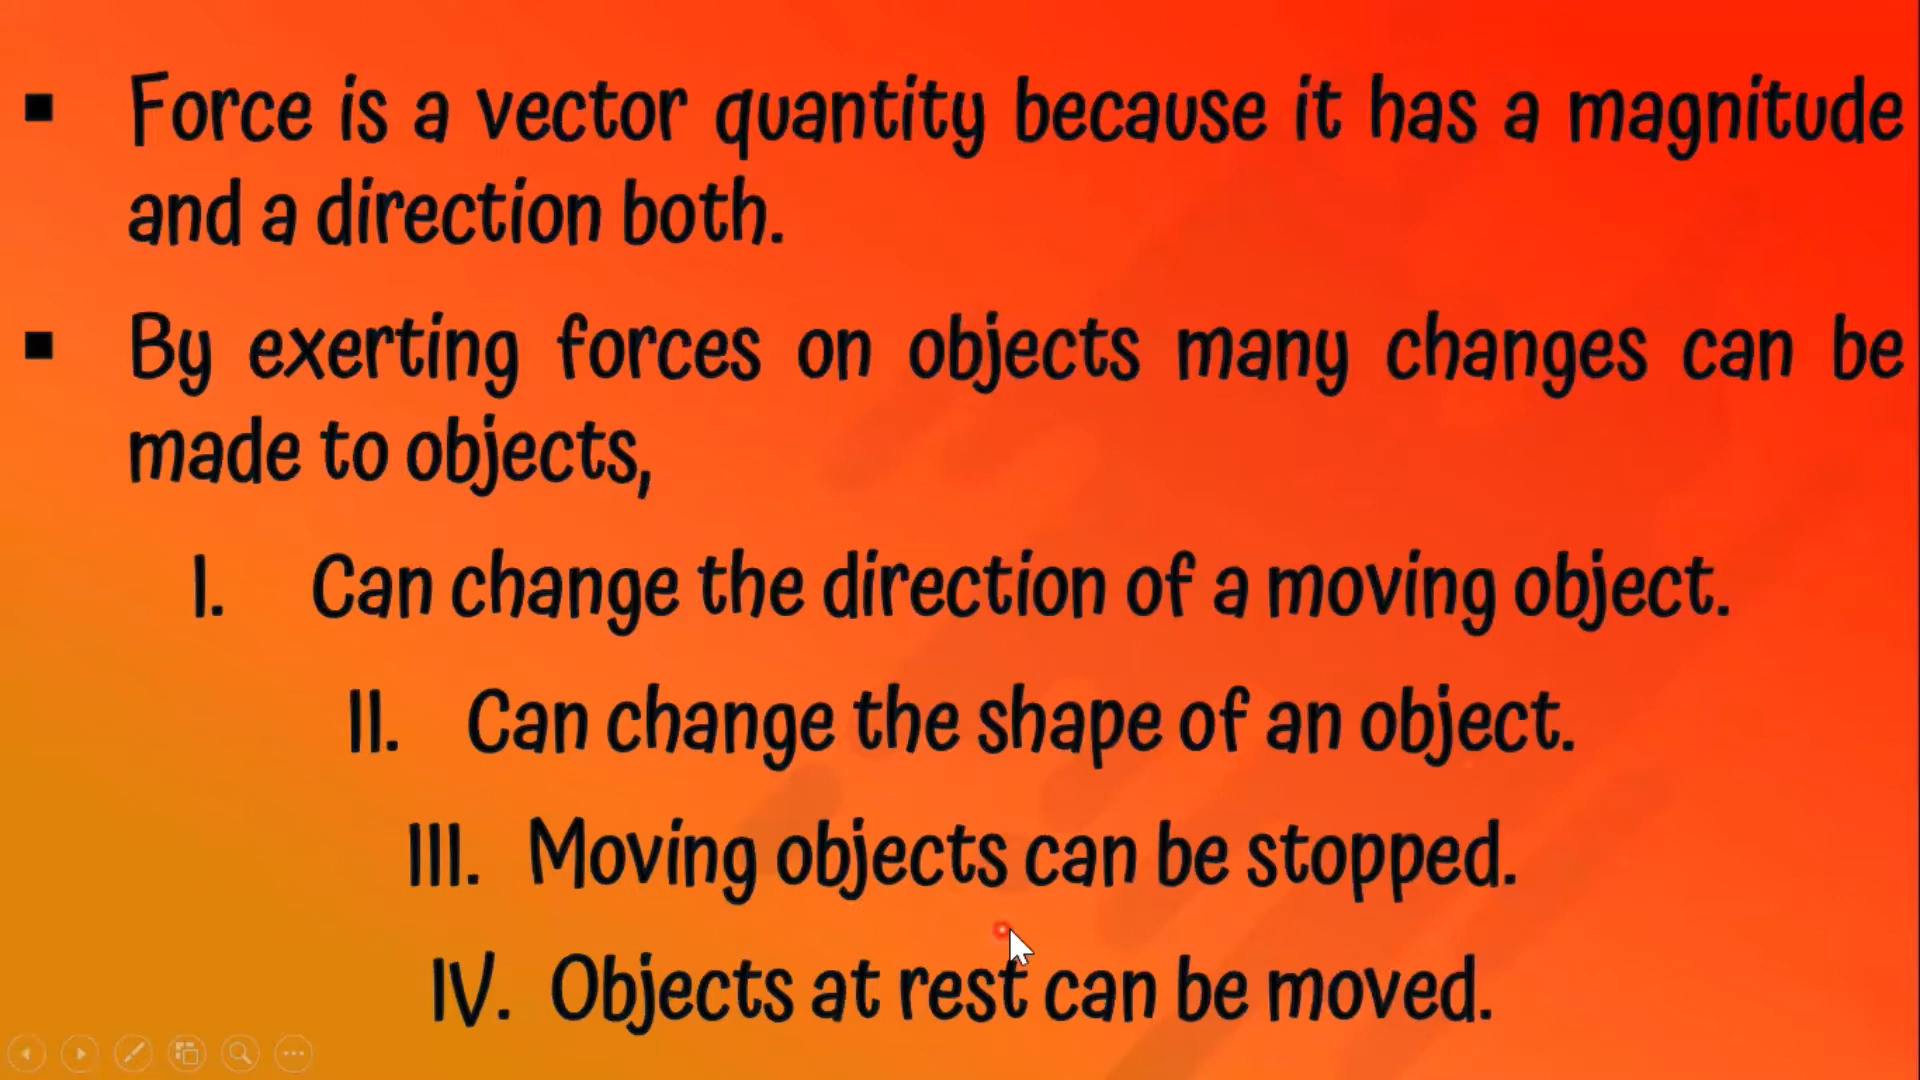 ▪ Force is a vector quantity because it has a magnitude
and a direction both.
▪ By exerting forces on objects many changes can be
made to objects,
I. Can change the direction of a moving object.
II. Can change the shape of an object.
III. Moving objects can be stopped.
IV. Objects at rest can be moved.